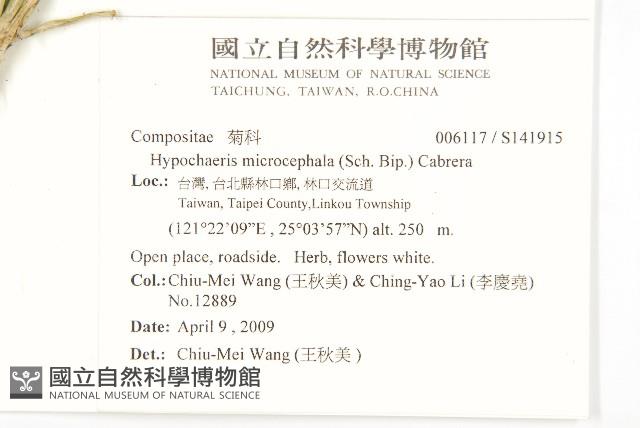 國立自然科學博物館
NATIONAL MUSEUM OF NATURAL SCIENCE
TAICHUNG, TAIWAN, R.O.CHINA
Compositae 菊科 006117 / S141915
Hypochaeris microcephala (Sch. Bip.) Cabrera
Loc.: 台灣, 台北縣林口鄉, 林口交流道
Taiwan, Taipei County,Linkou Township
(121°22’09”E , 25°03’57”N) alt. 250 m.
Open place, roadside. Herb, flowers white.
Col.: Chiu-Mei Wang (王秋美) & Ching-Yao Li (李慶堯)
No.12889
Date: April 9 , 2009
Det.: Chiu-Mei Wang (王秋美 )
國立自然科學博物館
NATIONAL MUSEUM OF NATURAL SCIENCE